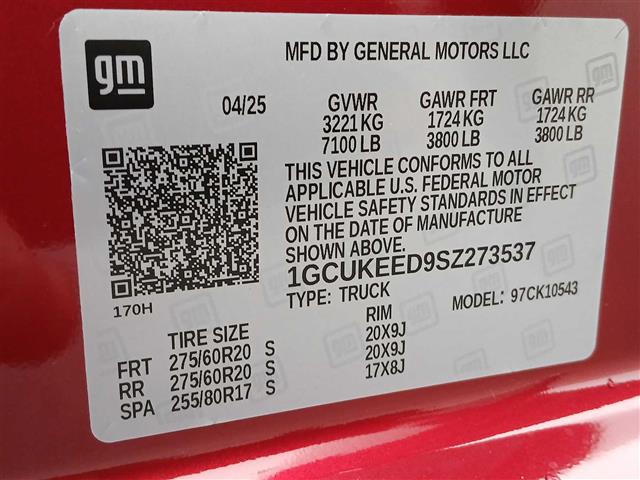 gm
MFD BY GENERAL MOTORS LLC
04/25 GVWR GAWR FRT GAWR RR
3221 KG 1724 KG 1724 KG
7100 LB 3800 LB 3800 LB
THIS VEHICLE CONFORMS TO ALL
APPLICABLE U.S. FEDERAL MOTOR
VEHICLE SAFETY STANDARDS IN EFFECT
ON THE DATE OF MANUFACTURE
SHOWN ABOVE.
1GCUKEED9SZ273537
170H
TYPE: TRUCK MODEL: 97CK10543
TIRE SIZE RIM
FRT 275/60R20 S 20X9J
RR 275/60R20 S 20X9J
SPA 255/80R17 S 17X8J